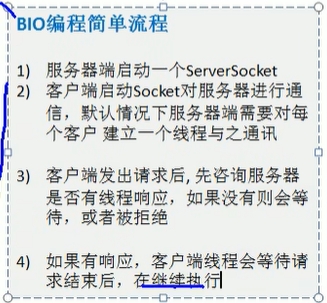 BIO编程简单流程
1) 服务器端启动一个ServerSocket
2) 客户端启动Socket对服务器进行通
信，默认情况下服务器端需要对每
个客户 建立一个线程与之通讯
3) 客户端发出请求后, 先咨询服务器
是否有线程响应，如果没有则会等
待，或者被拒绝
4) 如果有响应，客户端线程会等待请
求结束后，在继续执行